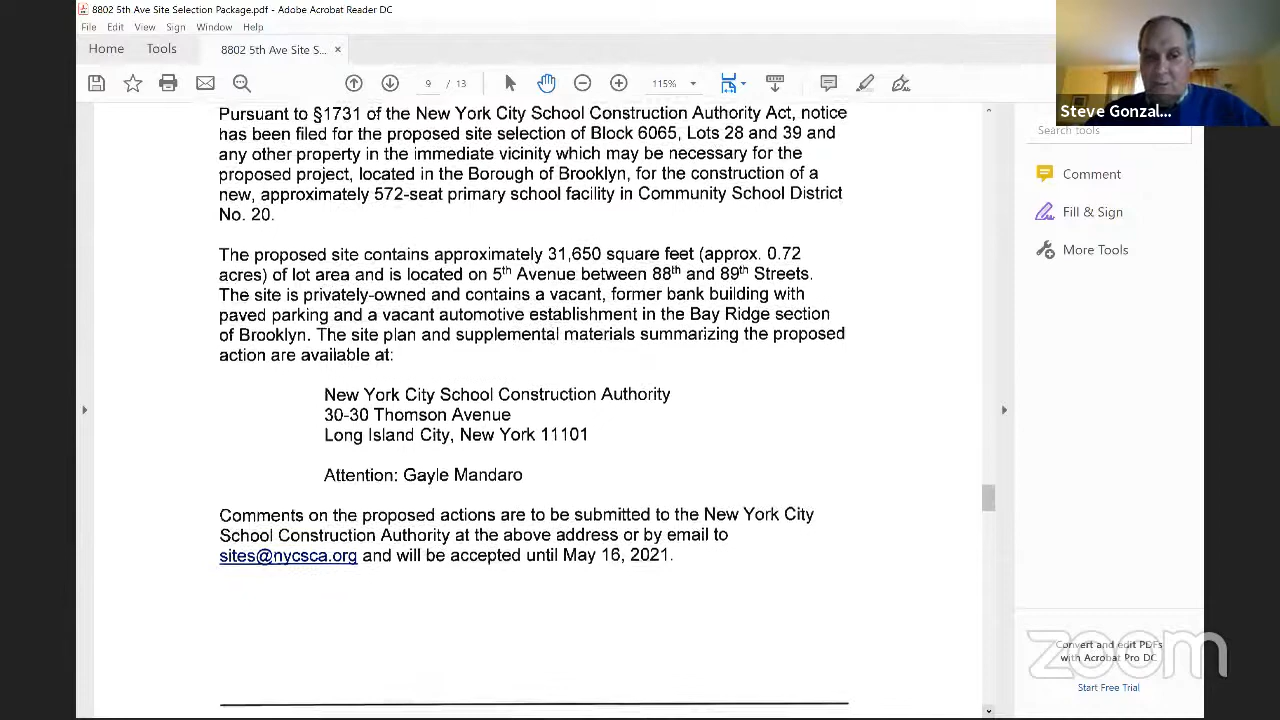 8802 5th Ave Site Selection Package.pdf - Adobe Acrobat Reader DC
File Edit View Sign Window Help
Home Tools 8802 5th Ave Site S... ×
9 / 13 115%
Steve Gonzal...
Search tools
Comment
Fill & Sign
More Tools
Pursuant to §1731 of the New York City School Construction Authority Act, notice
has been filed for the proposed site selection of Block 6065, Lots 28 and 39 and
any other property in the immediate vicinity which may be necessary for the
proposed project, located in the Borough of Brooklyn, for the construction of a
new, approximately 572-seat primary school facility in Community School District
No. 20.
The proposed site contains approximately 31,650 square feet (approx. 0.72
acres) of lot area and is located on 5th Avenue between 88th and 89th Streets.
The site is privately-owned and contains a vacant, former bank building with
paved parking and a vacant automotive establishment in the Bay Ridge section
of Brooklyn. The site plan and supplemental materials summarizing the proposed
action are available at:
New York City School Construction Authority
30-30 Thomson Avenue
Long Island City, New York 11101
Attention: Gayle Mandaro
Comments on the proposed actions are to be submitted to the New York City
School Construction Authority at the above address or by email to
sites@nycsca.org and will be accepted until May 16, 2021.
Convert and edit PDFs
with Acrobat Pro DC
Start Free Trial
zoom